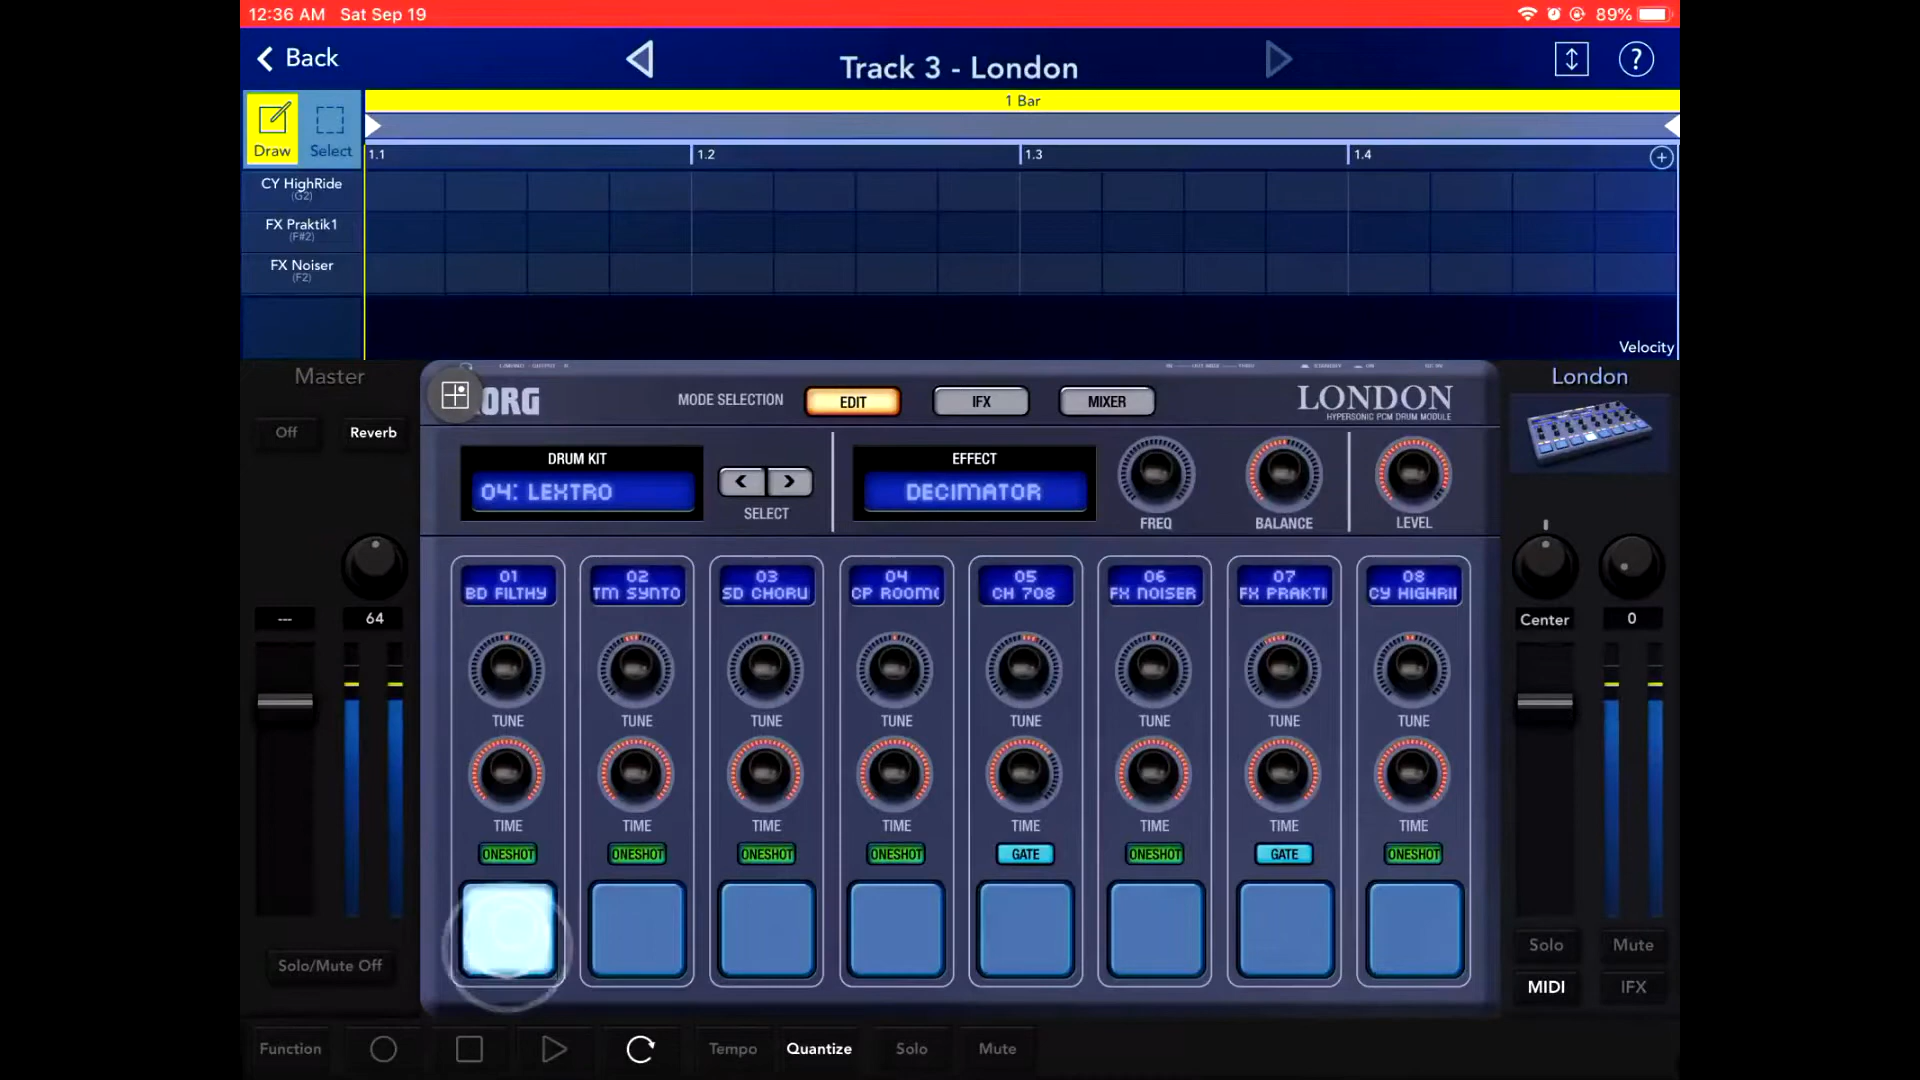 12:36 AM Sat Sep 19
89%
Back
Track 3 - London
?
Draw
Select
1 Bar
1.1
1.2
1.3
1.4
CY HighRide
(G2)
FX Praktik1
(F#2)
FX Noiser
(F2)
Velocity
Master
London
Off
Reverb
ORG
MODE SELECTION
EDIT
IFX
MIXER
LONDON
HYPERSONIC PCM DRUM MODULE
DRUM KIT
04: LEXTRO
SELECT
EFFECT
DECIMATOR
FREQ
BALANCE
LEVEL
01
BD FILTHY
02
TM SYNTO
03
SD CHORU
04
CP ROOM
05
CH 708
06
FX NOISER
07
FX PRAKTI
08
CY HIGHRI
---
64
Center
0
TUNE TUNE TUNE TUNE TUNE TUNE TUNE TUNE
TIME TIME TIME TIME TIME TIME TIME TIME
ONESHOT ONESHOT ONESHOT ONESHOT GATE ONESHOT GATE ONESHOT
Solo/Mute Off
Solo
Mute
MIDI
IFX
Function
Tempo
Quantize
Solo
Mute